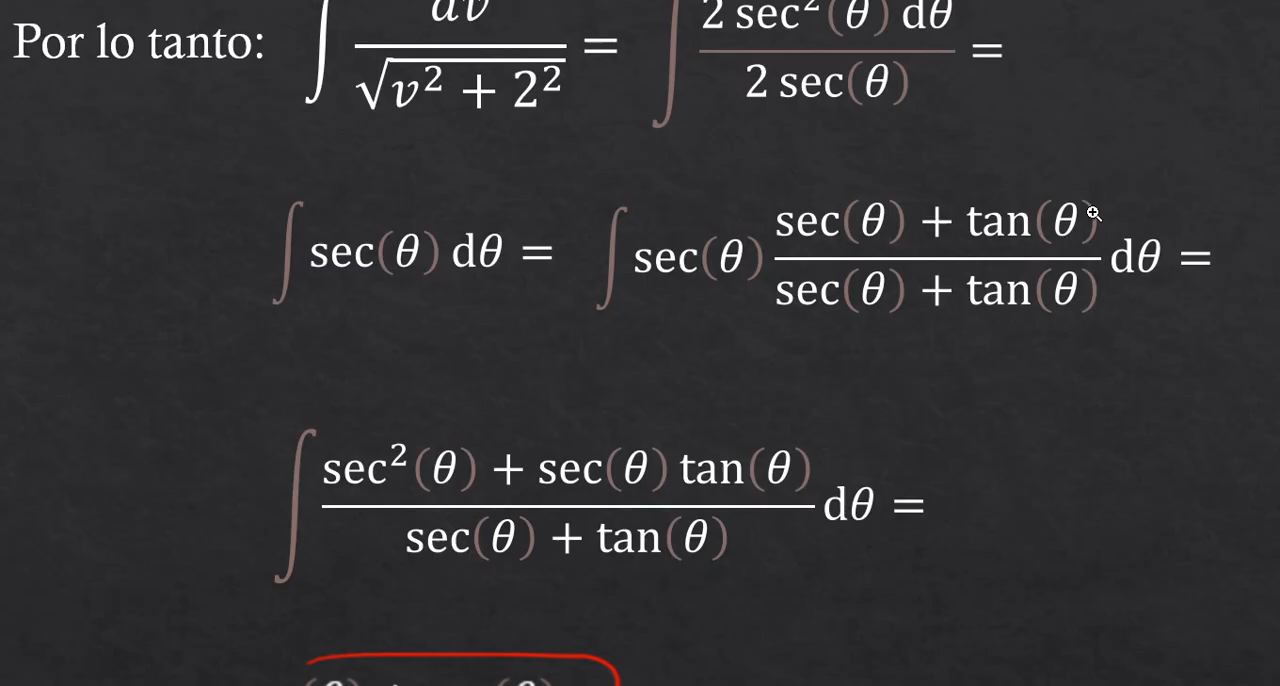 Por lo tanto: ∫ dv / √(v² + 2²) = ∫ 2 sec²(θ) dθ / 2 sec(θ) =
∫ sec(θ) dθ = ∫ sec(θ) (sec(θ) + tan(θ)) / (sec(θ) + tan(θ)) dθ =
∫ (sec²(θ) + sec(θ) tan(θ)) / (sec(θ) + tan(θ)) dθ =